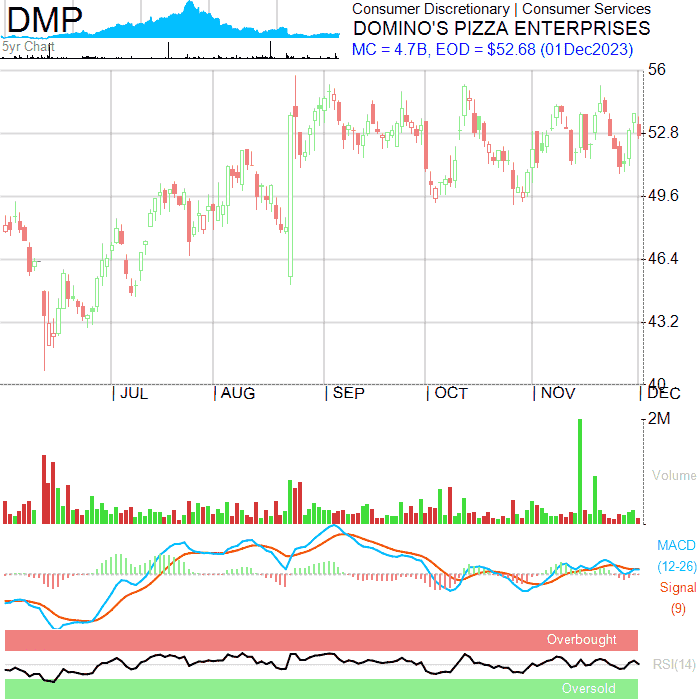 DMP
5yr Chart
Consumer Discretionary | Consumer Services
DOMINO'S PIZZA ENTERPRISES
MC = 4.7B, EOD = $52.68 (01Dec2023)
56
52.8
49.6
46.4
43.2
40
JUL AUG SEP OCT NOV DEC
2M
Volume
MACD
(12-26)
Signal
(9)
Overbought
RSI(14)
Oversold